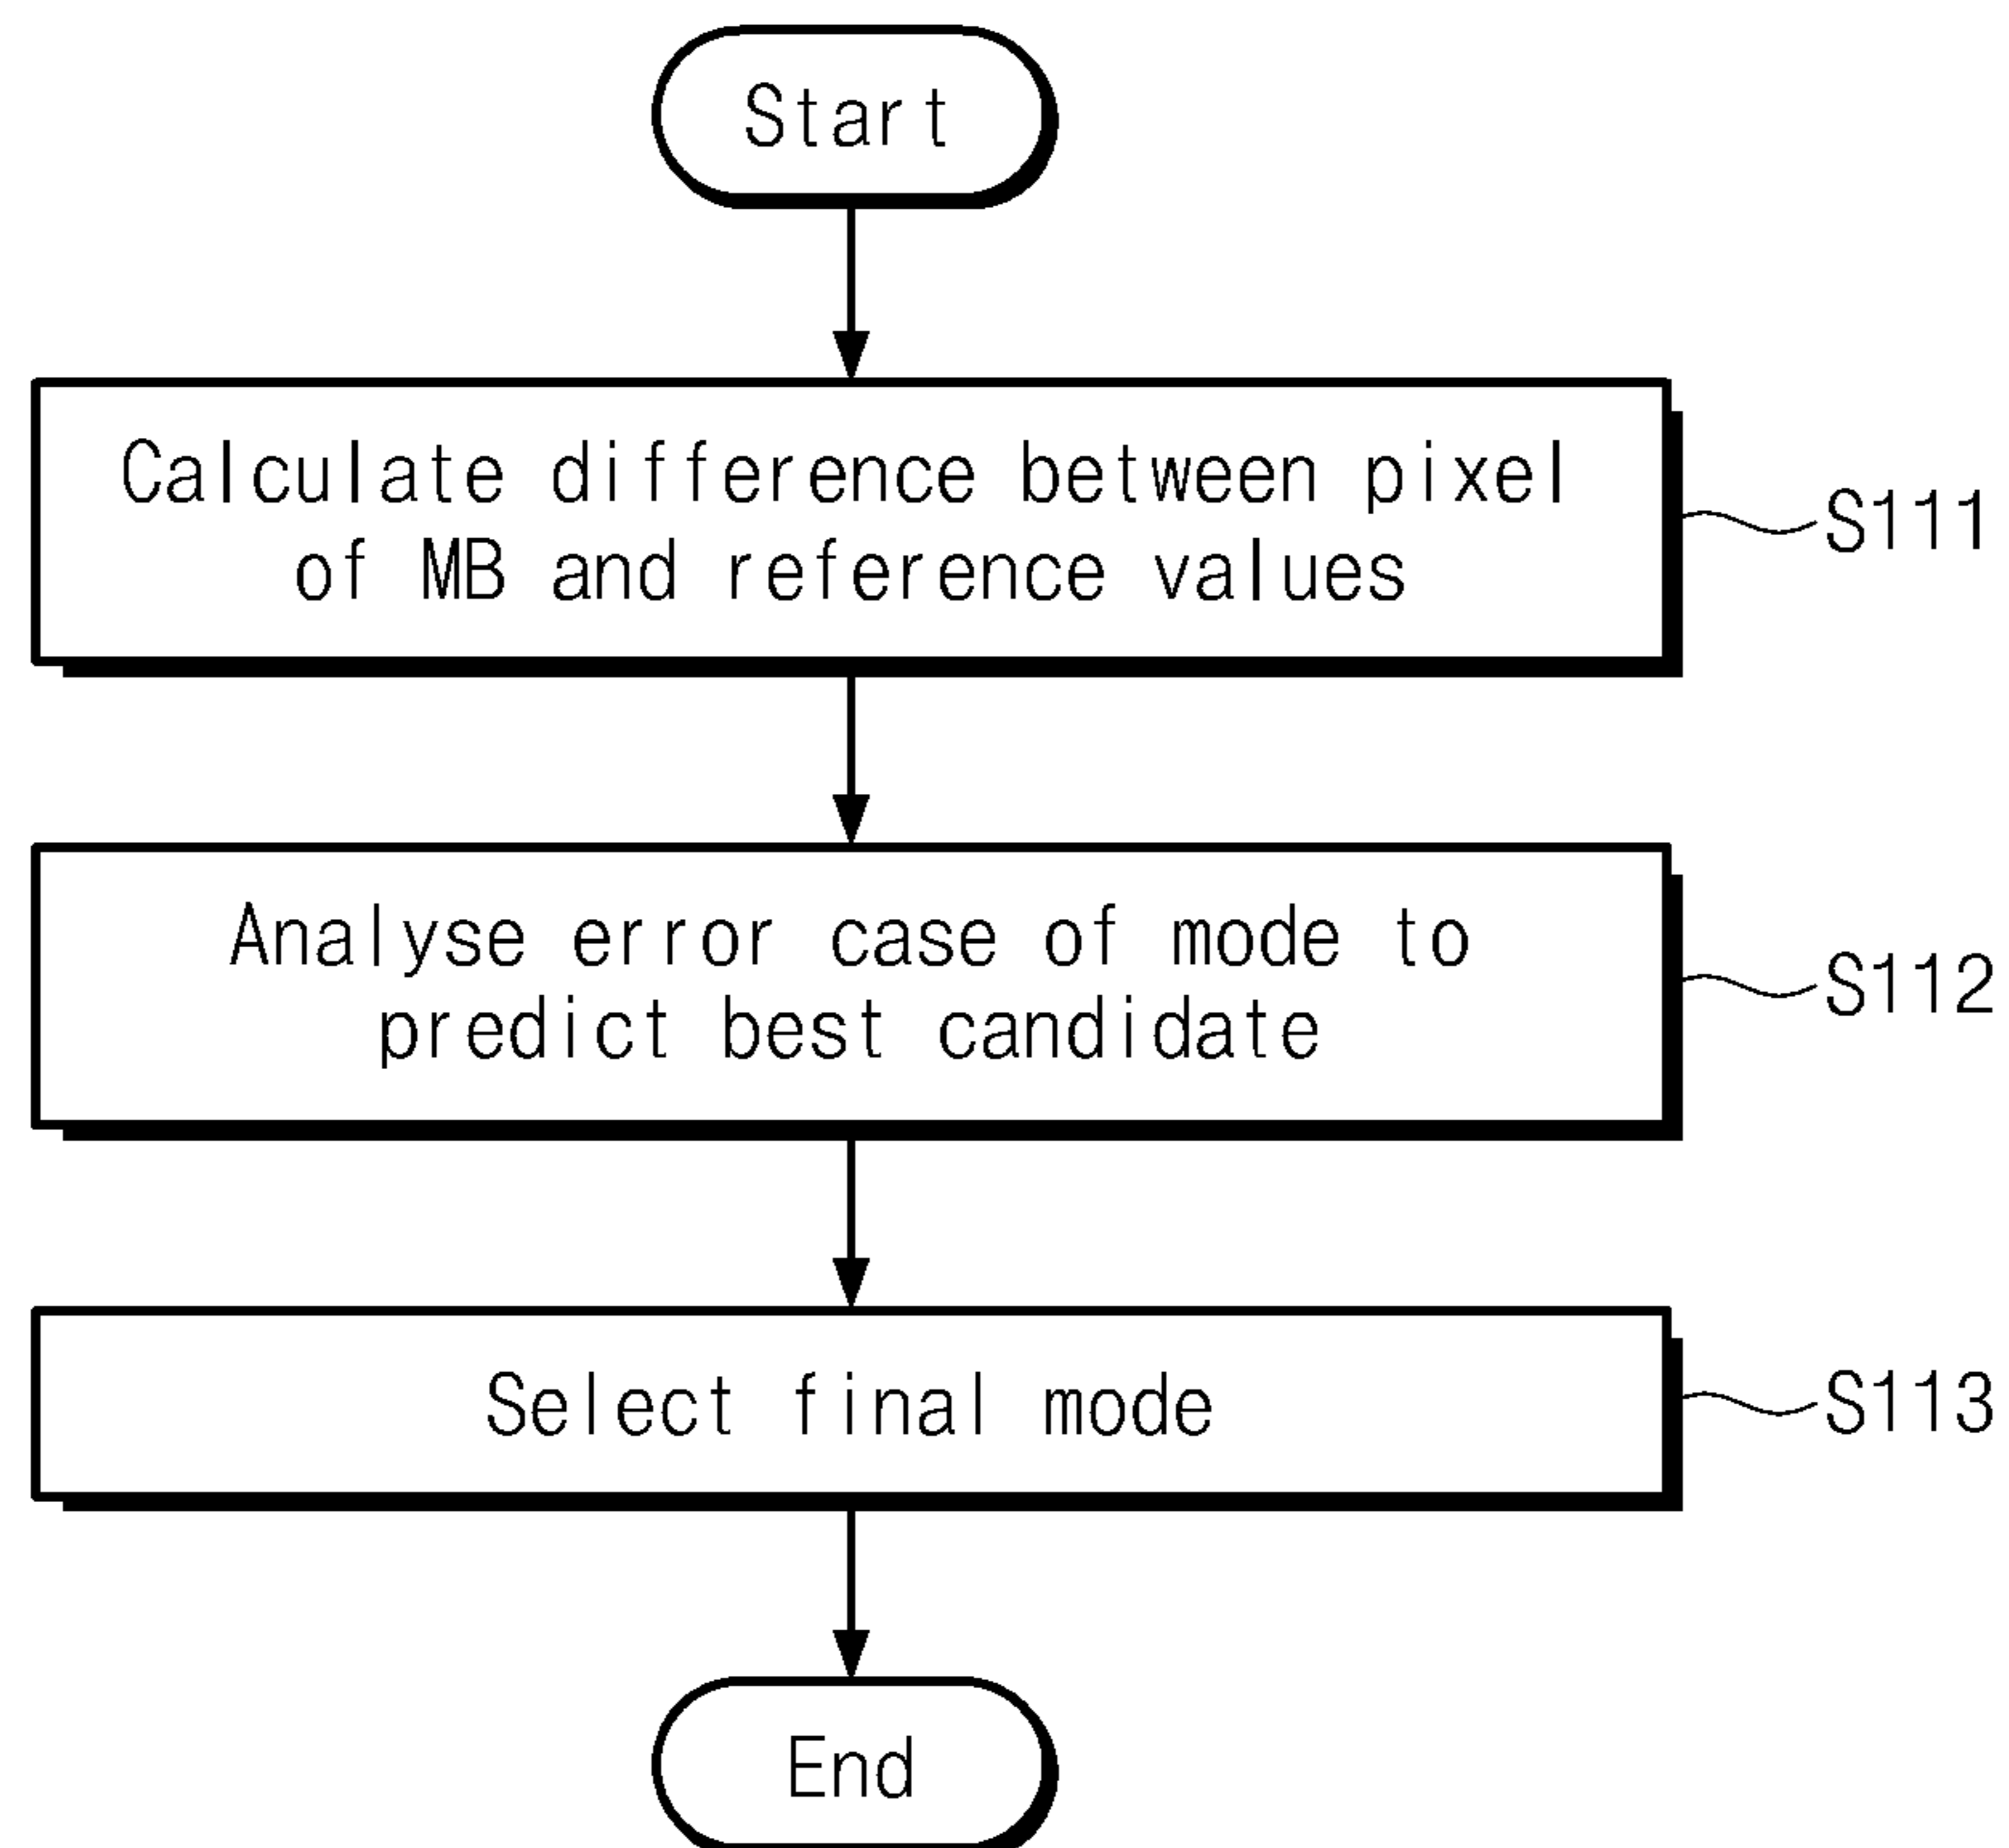 Start
Calculate difference between pixel
of MB and reference values
S111
Analyse error case of mode to
predict best candidate
S112
Select final mode
S113
End